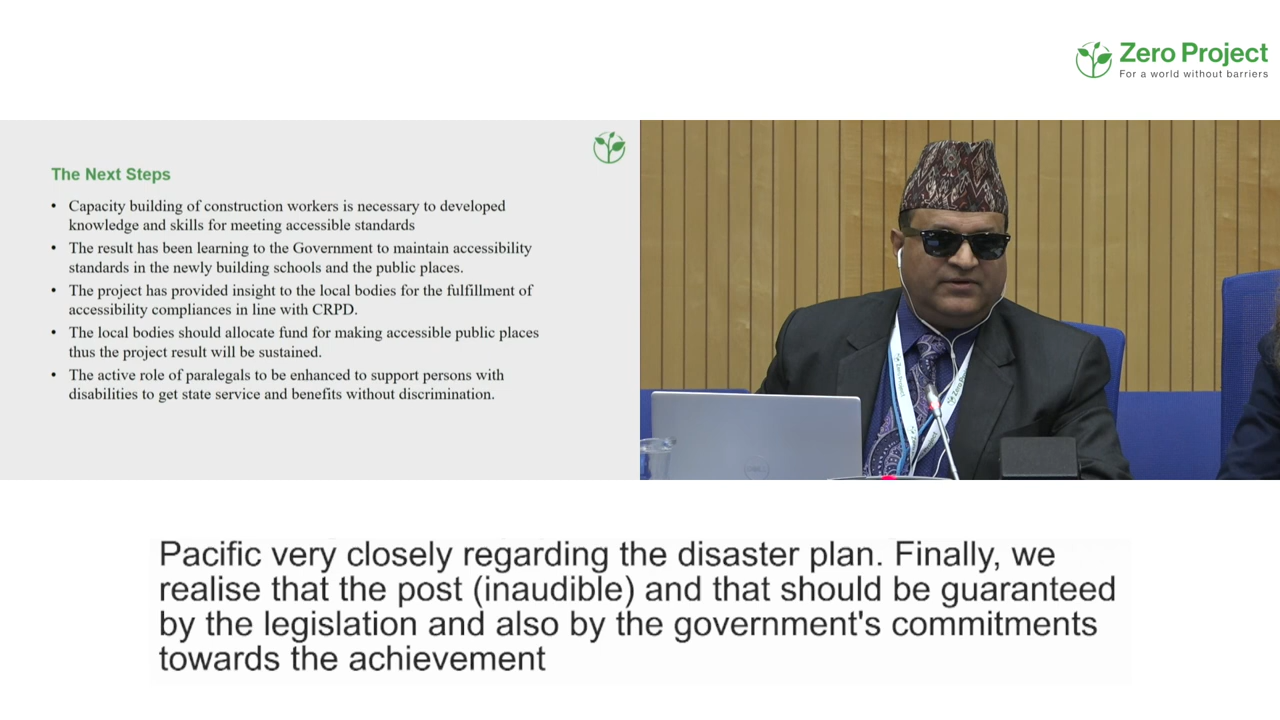 Zero Project
For a world without barriers
The Next Steps
• Capacity building of construction workers is necessary to developed
knowledge and skills for meeting accessible standards
• The result has been learning to the Government to maintain accessibility
standards in the newly building schools and the public places.
• The project has provided insight to the local bodies for the fulfillment of
accessibility compliances in line with CRPD.
• The local bodies should allocate fund for making accessible public places
thus the project result will be sustained.
• The active role of paralegals to be enhanced to support persons with
disabilities to get state service and benefits without discrimination.
Zero Project
Zero
DELL
Pacific very closely regarding the disaster plan. Finally, we
realise that the post (inaudible) and that should be guaranteed
by the legislation and also by the government's commitments
towards the achievement